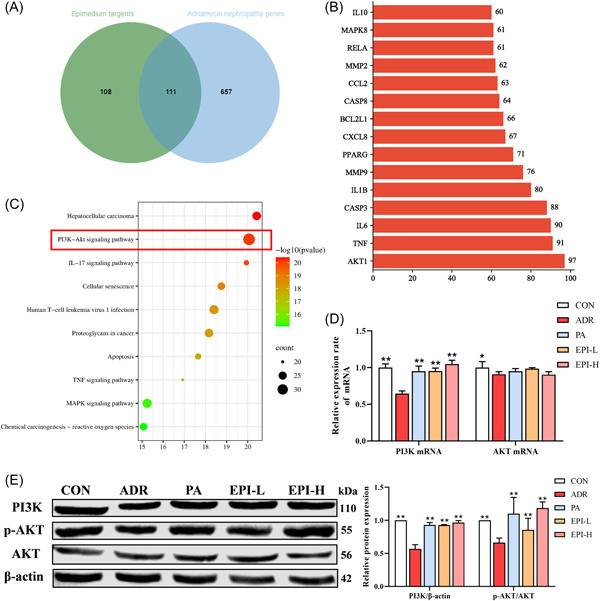 (A)
Epimedium targents
Adriamycin nephropathy genes
108
111
657
(B)
IL10
60
MAPK8
61
RELA
61
MMP2
62
CCL2
63
CASP8
64
BCL2L1
66
CXCL8
67
PPARG
71
MMP9
76
IL1B
80
CASP3
88
IL6
90
TNF
91
AKT1
97
0 20 40 60 80 100
(C)
Hepatocellular carcinoma
PI3K-Akt signaling pathway
IL-17 signaling pathway
Cellular senescence
Human T-cell leukemia virus 1 infection
Proteoglycans in cancer
Apoptosis
TNF signaling pathway
MAPK signaling pathway
Chemical carcinogenesis - reactive oxygen species
15 16 17 18 19 20
-log10(pvalue)
20
19
18
17
16
count
20
25
30
(D)
Relative expression rate
of mRNA
1.5
1.0
0.5
0.0
** ** ** **
*
PI3K mRNA
AKT mRNA
CON
ADR
PA
EPI-L
EPI-H
(E)
CON ADR PA EPI-L EPI-H kDa
PI3K 110
p-AKT 55
AKT 56
β-actin 42
Relative protein expression
1.5
1.0
0.5
0.0
** ** ** **
** ** ** **
PI3K/β-actin
p-AKT/AKT
CON
ADR
PA
EPI-L
EPI-H